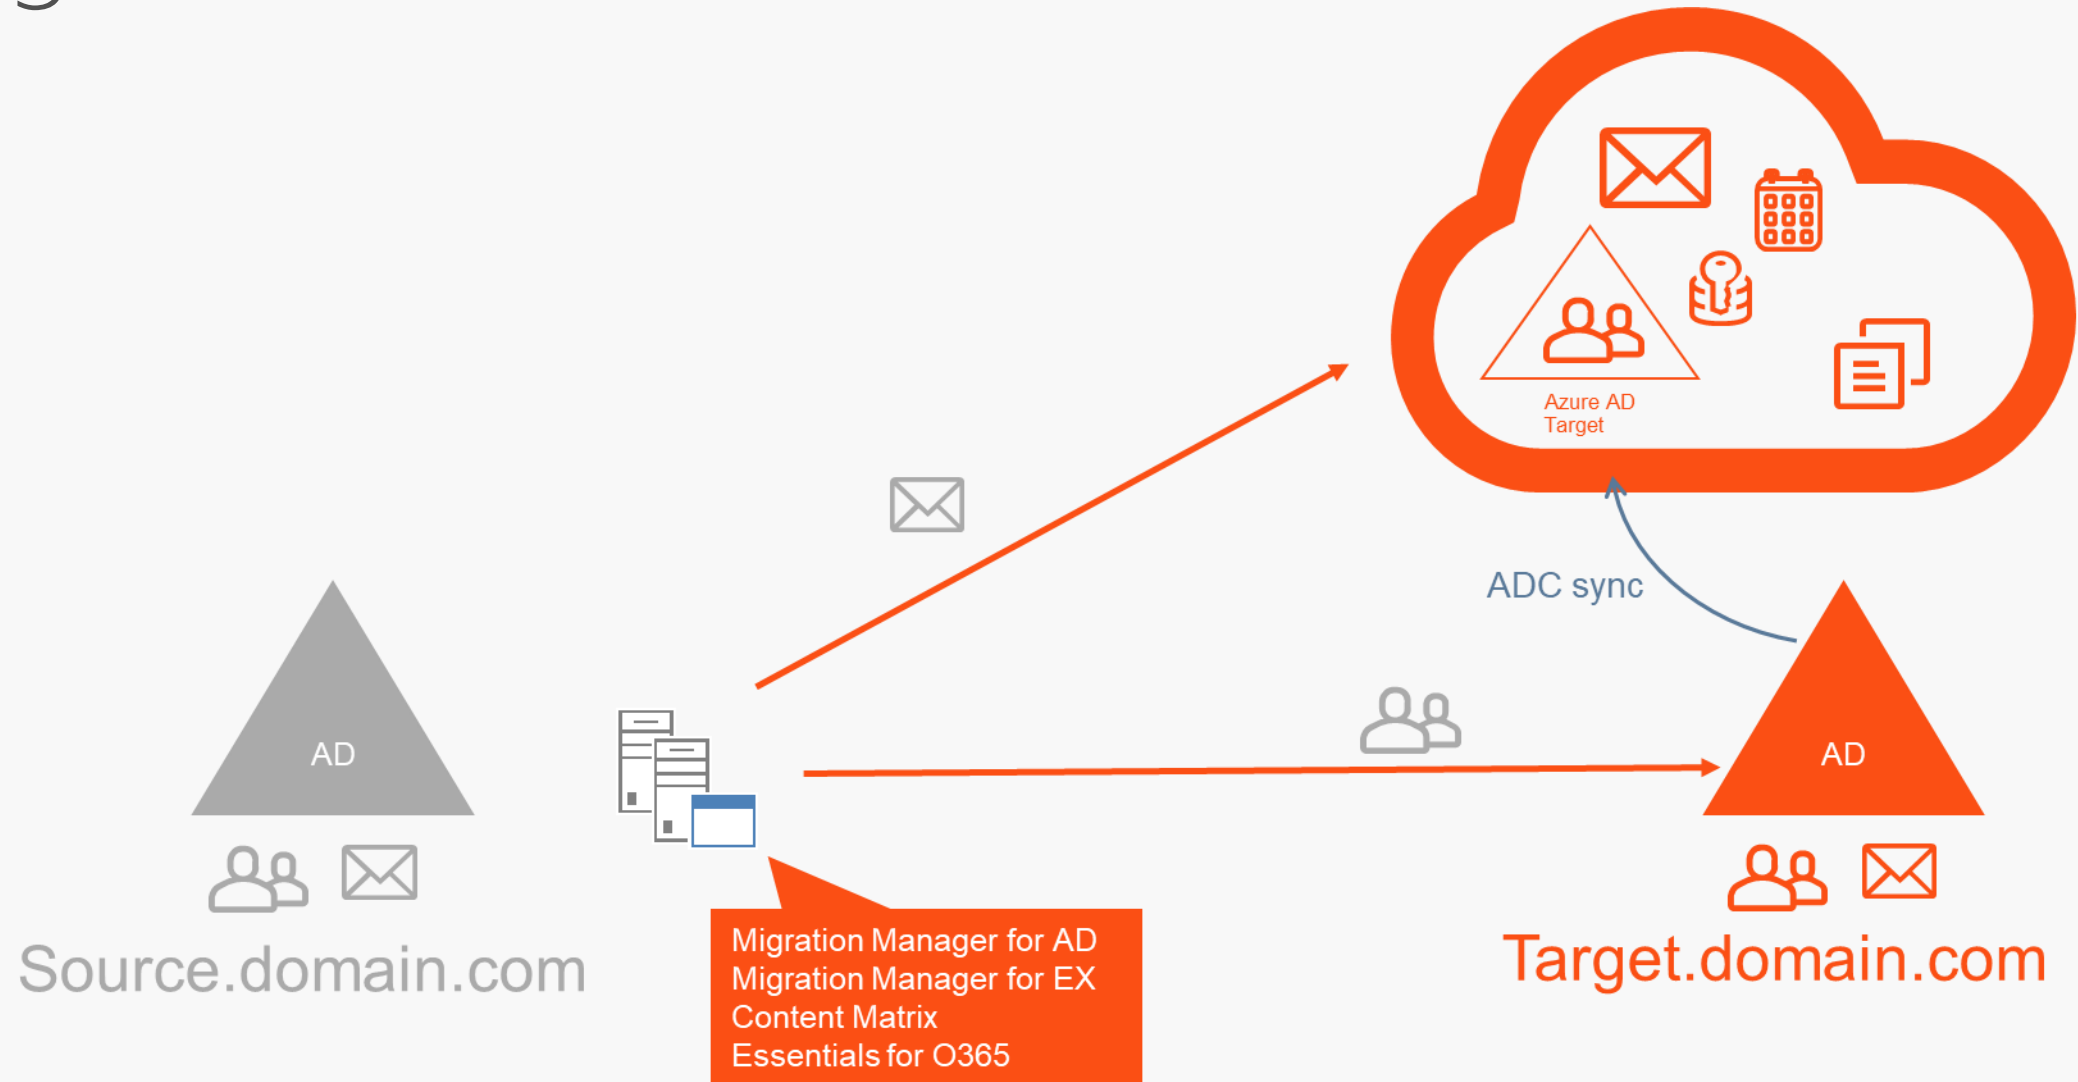 Azure AD
Target
ADC sync
AD
AD
Source.domain.com
Migration Manager for AD
Migration Manager for EX
Content Matrix
Essentials for O365
Target.domain.com